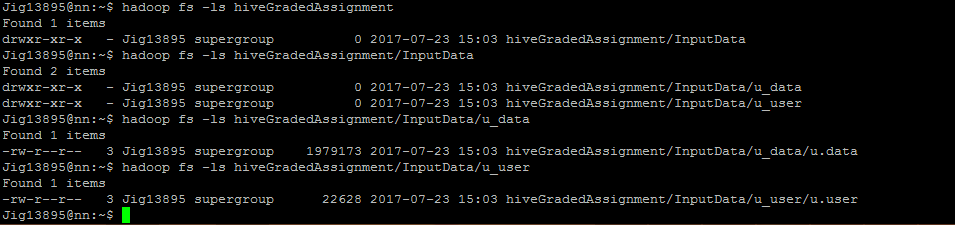 Jig13895@nn:~$ hadoop fs -ls hiveGradedAssignment
Found 1 items
drwxr-xr-x   - Jig13895 supergroup          0 2017-07-23 15:03 hiveGradedAssignment/InputData
Jig13895@nn:~$ hadoop fs -ls hiveGradedAssignment/InputData
Found 2 items
drwxr-xr-x   - Jig13895 supergroup          0 2017-07-23 15:03 hiveGradedAssignment/InputData/u_data
drwxr-xr-x   - Jig13895 supergroup          0 2017-07-23 15:03 hiveGradedAssignment/InputData/u_user
Jig13895@nn:~$ hadoop fs -ls hiveGradedAssignment/InputData/u_data
Found 1 items
-rw-r--r--   3 Jig13895 supergroup    1979173 2017-07-23 15:03 hiveGradedAssignment/InputData/u_data/u.data
Jig13895@nn:~$ hadoop fs -ls hiveGradedAssignment/InputData/u_user
Found 1 items
-rw-r--r--   3 Jig13895 supergroup      22628 2017-07-23 15:03 hiveGradedAssignment/InputData/u_user/u.user
Jig13895@nn:~$